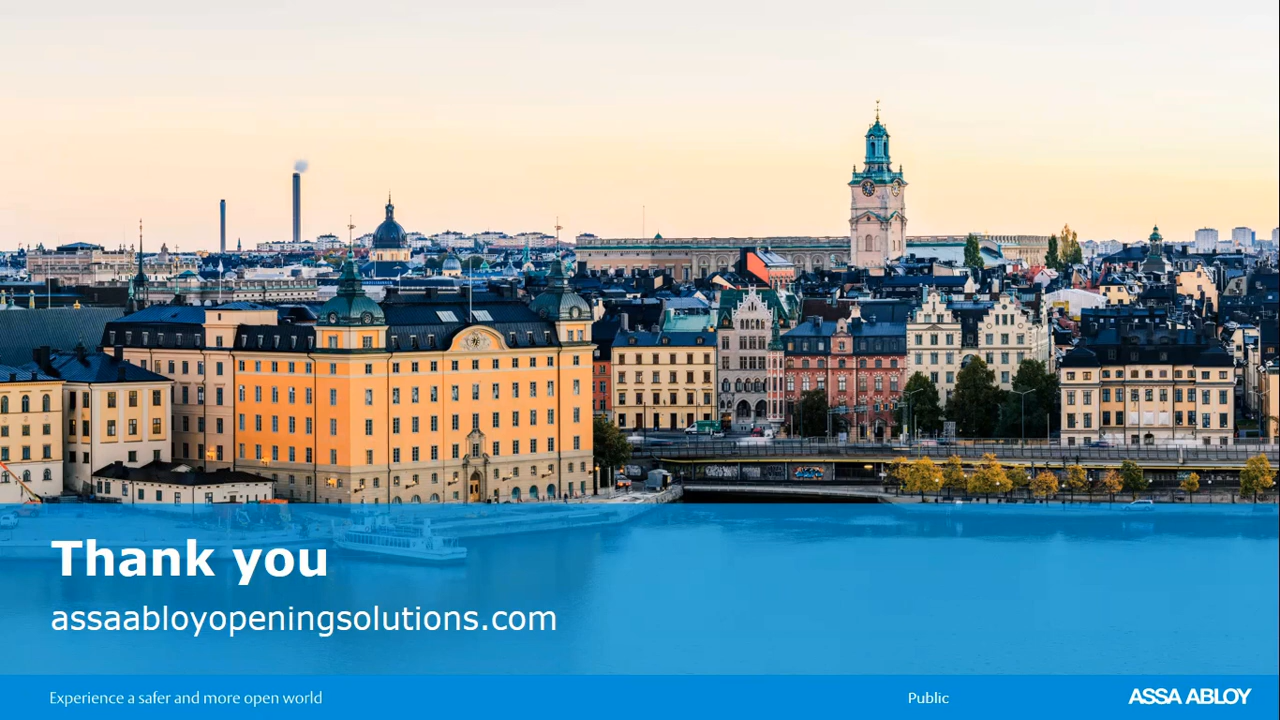 Thank you
assaabloyopeningsolutions.com
Experience a safer and more open world
Public
ASSA ABLOY